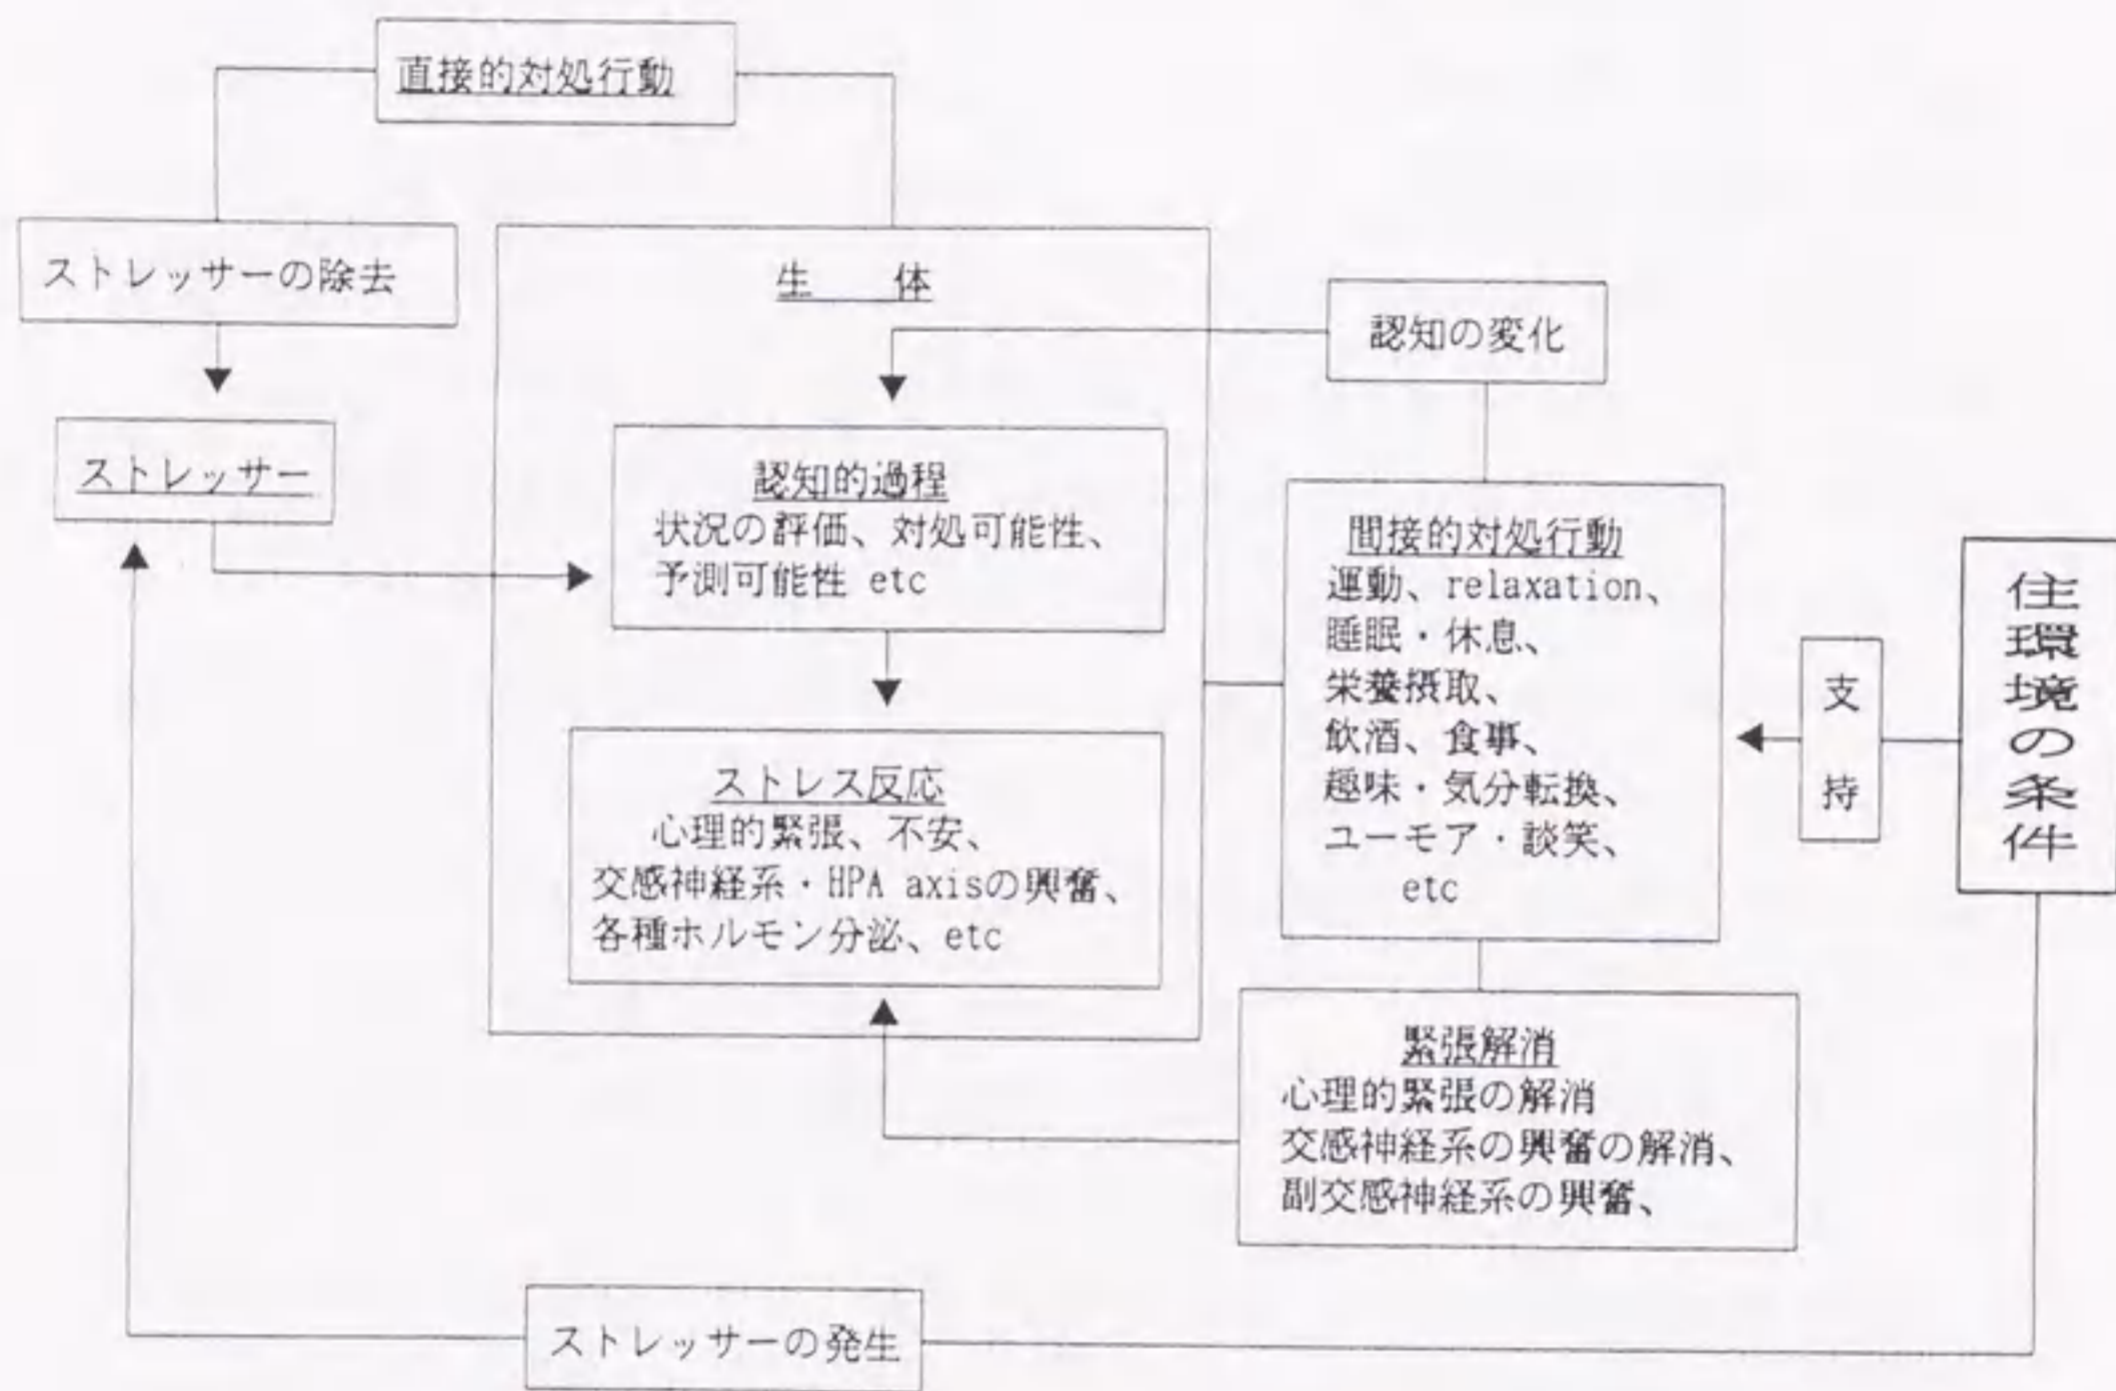 直接的対処行動
ストレッサーの除去
生　体
認知の変化
ストレッサー
認知的過程
状況の評価、対処可能性、
予測可能性 etc
間接的対処行動
運動、relaxation、
睡眠・休息、
栄養摂取、
飲酒、食事、
趣味・気分転換、
ユーモア・談笑、
etc
支持
住環境の条件
ストレス反応
心理的緊張、不安、
交感神経系・HPA axisの興奮、
各種ホルモン分泌、etc
緊張解消
心理的緊張の解消
交感神経系の興奮の解消、
副交感神経系の興奮、
ストレッサーの発生